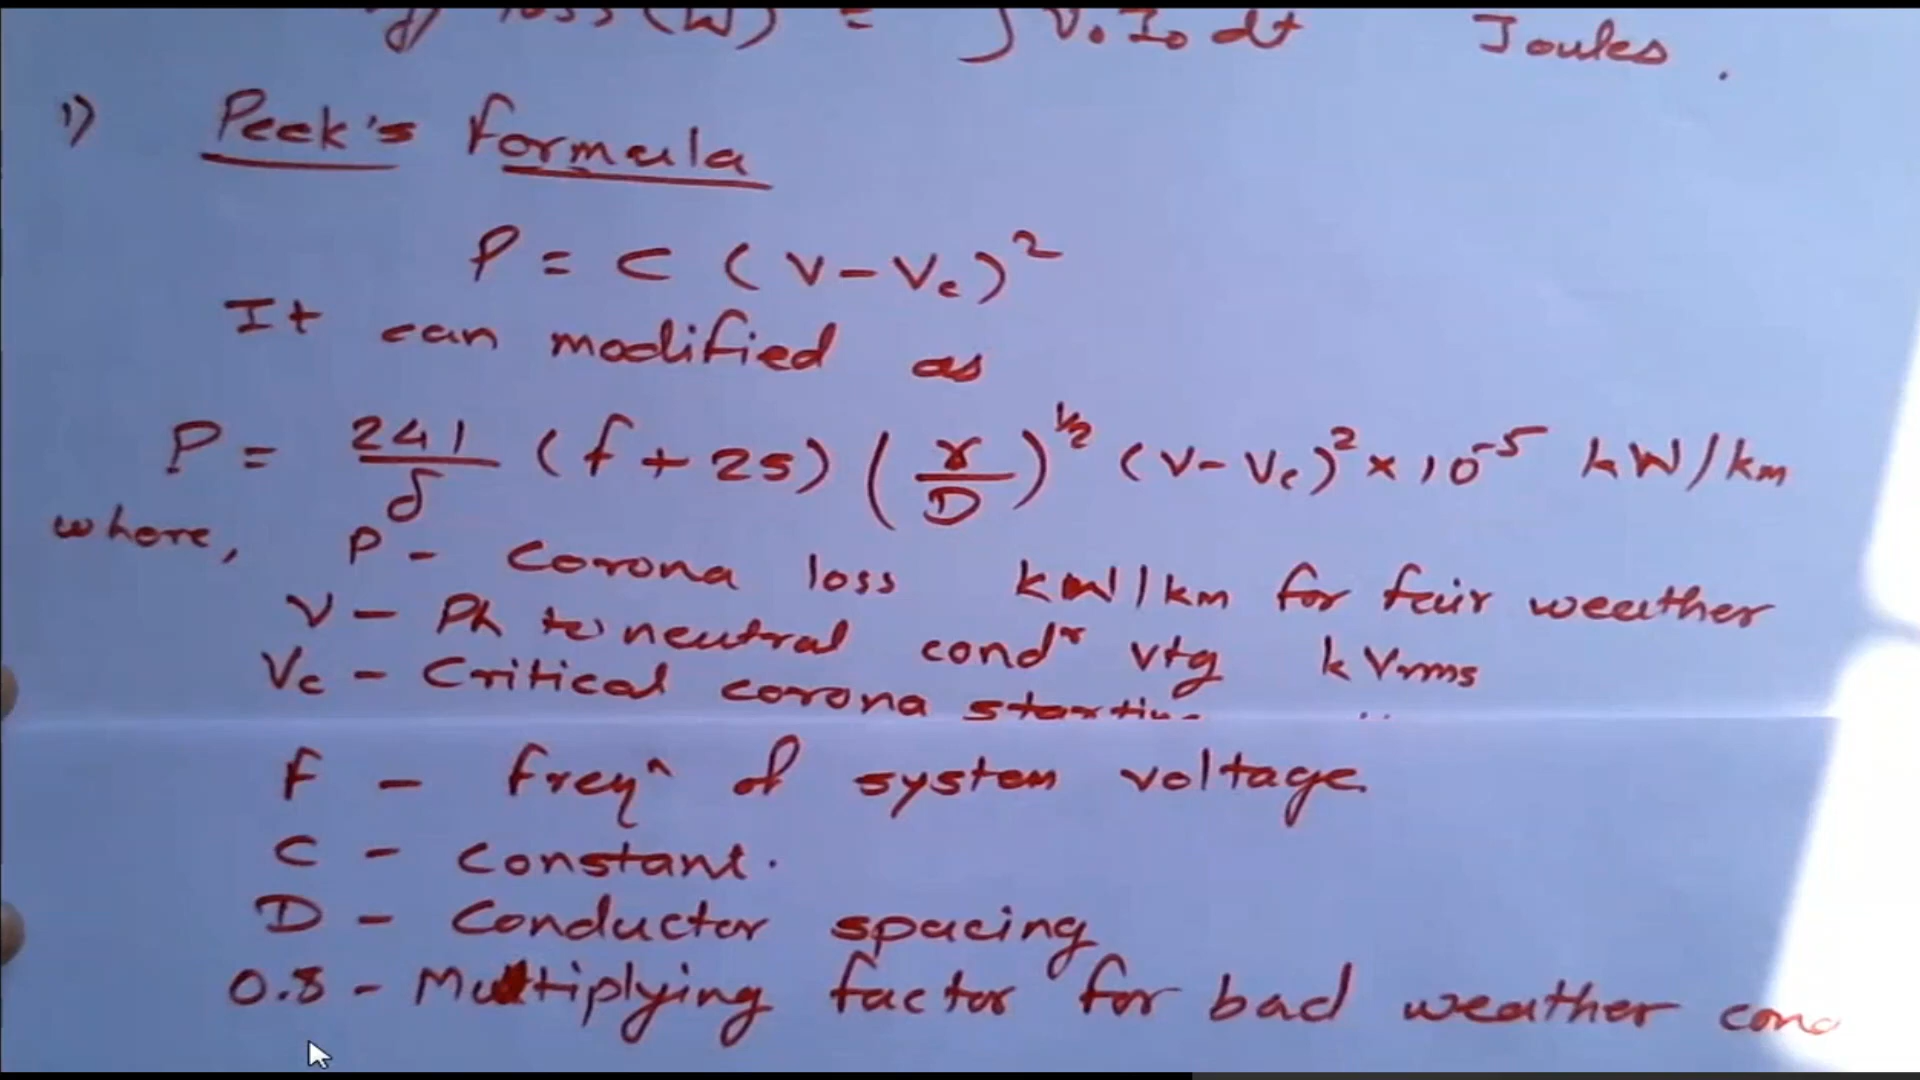 loss (W) = ∫ V₀ I₀ dt Joules.
1) Peek's formula
P = C (V - Vc)²
It can modified as
P = 241/δ (f + 25) (r/D)^1/2 (V - Vc)² × 10^-5 kW/km
where, P - Corona loss kW/km for fair weather
V - Ph to neutral cond^r vtg kVrms
Vc - Critical corona
F - freq^n of system voltage.
C - Constant.
D - Conductor spacing
0.8 - Multiplying factor for bad weather